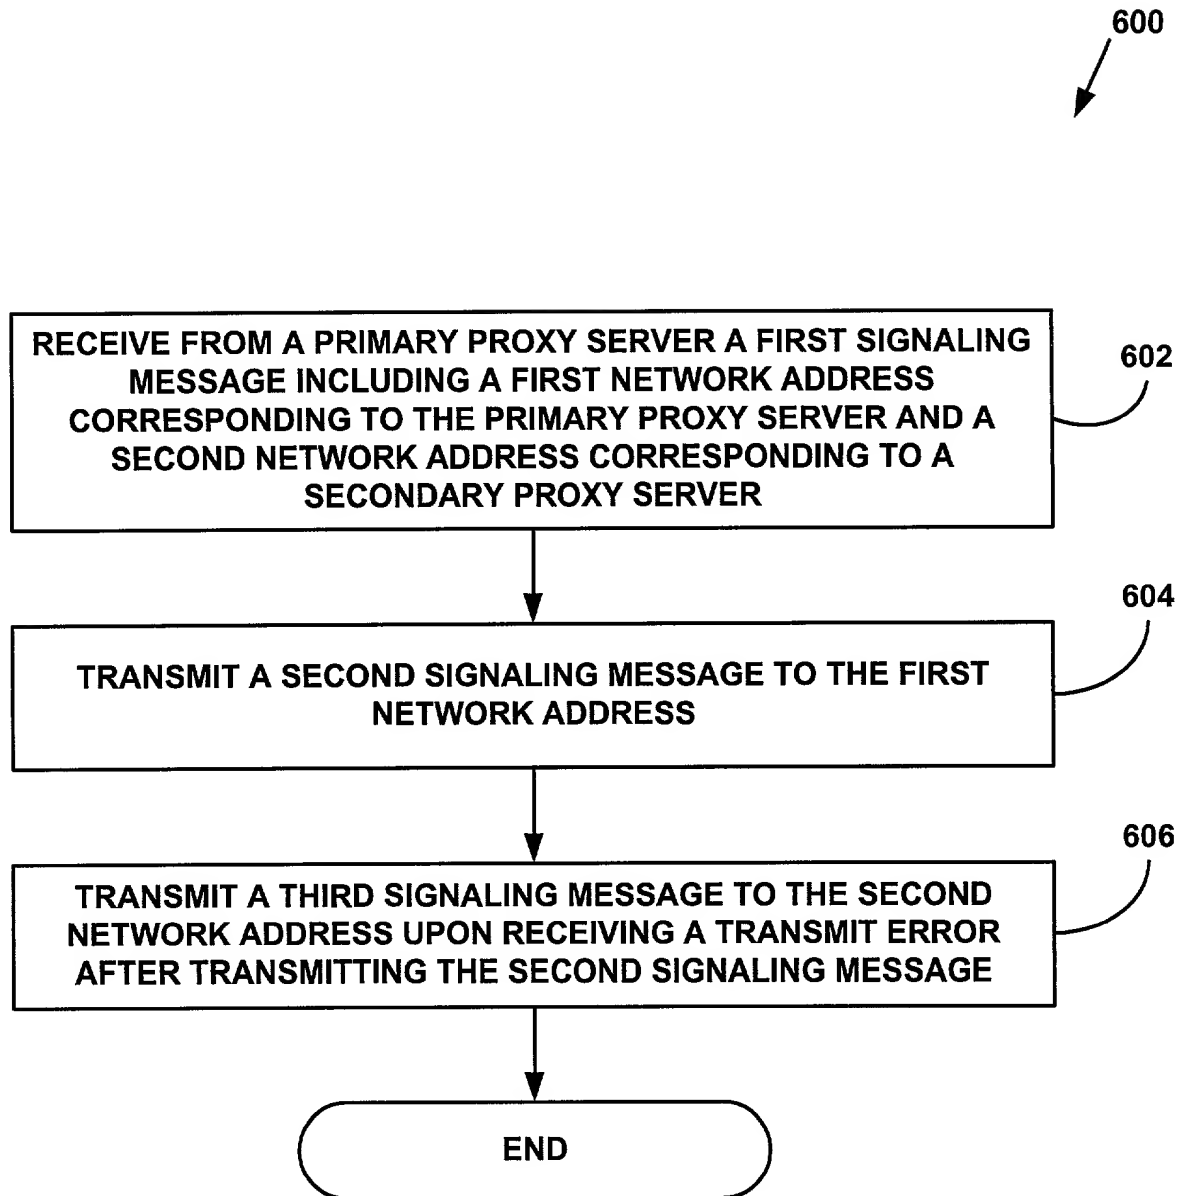 600
RECEIVE FROM A PRIMARY PROXY SERVER A FIRST SIGNALING
MESSAGE INCLUDING A FIRST NETWORK ADDRESS
CORRESPONDING TO THE PRIMARY PROXY SERVER AND A
SECOND NETWORK ADDRESS CORRESPONDING TO A
SECONDARY PROXY SERVER
602
TRANSMIT A SECOND SIGNALING MESSAGE TO THE FIRST
NETWORK ADDRESS
604
TRANSMIT A THIRD SIGNALING MESSAGE TO THE SECOND
NETWORK ADDRESS UPON RECEIVING A TRANSMIT ERROR
AFTER TRANSMITTING THE SECOND SIGNALING MESSAGE
606
END